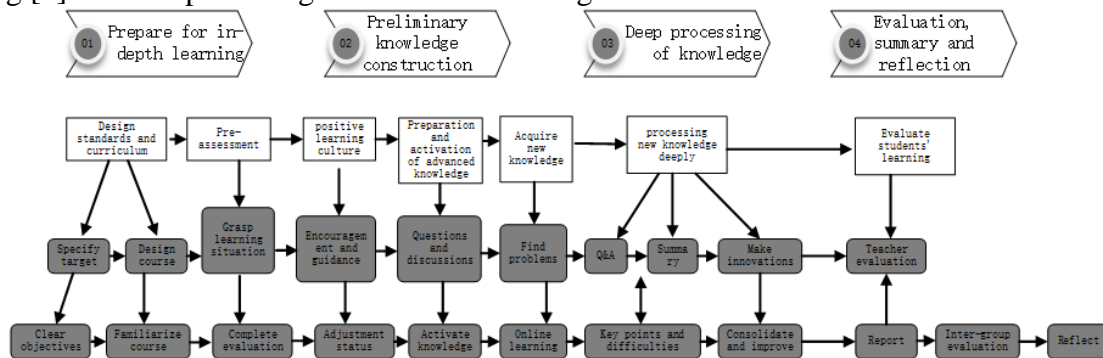 01
Prepare for in-
depth learning
02
Preliminary
knowledge
construction
03
Deep processing
of knowledge
04
Evaluation,
summary and
reflection
Design
standards and
curriculum
Pre-
assessment
positive
learning
culture
Preparation
and
activation
of advanced
knowledge
Acquire
new
knowledge
processing
new knowledge
deeply
Evaluate
students'
learning
Specify
target
Design
course
Grasp
learning
situation
Encouragem
ent and
guidance
Questions
and
discussions
Find
problems
Q&A
Summa
ry
Make
innovations
Teacher
evaluation
Clear
objectives
Familiarize
course
Complete
evaluation
Adjustment
status
Activate
knowledge
Online
learning
Key points and
difficulties
Consolidate
and improve
Report
Inter-group
evaluation
Reflect